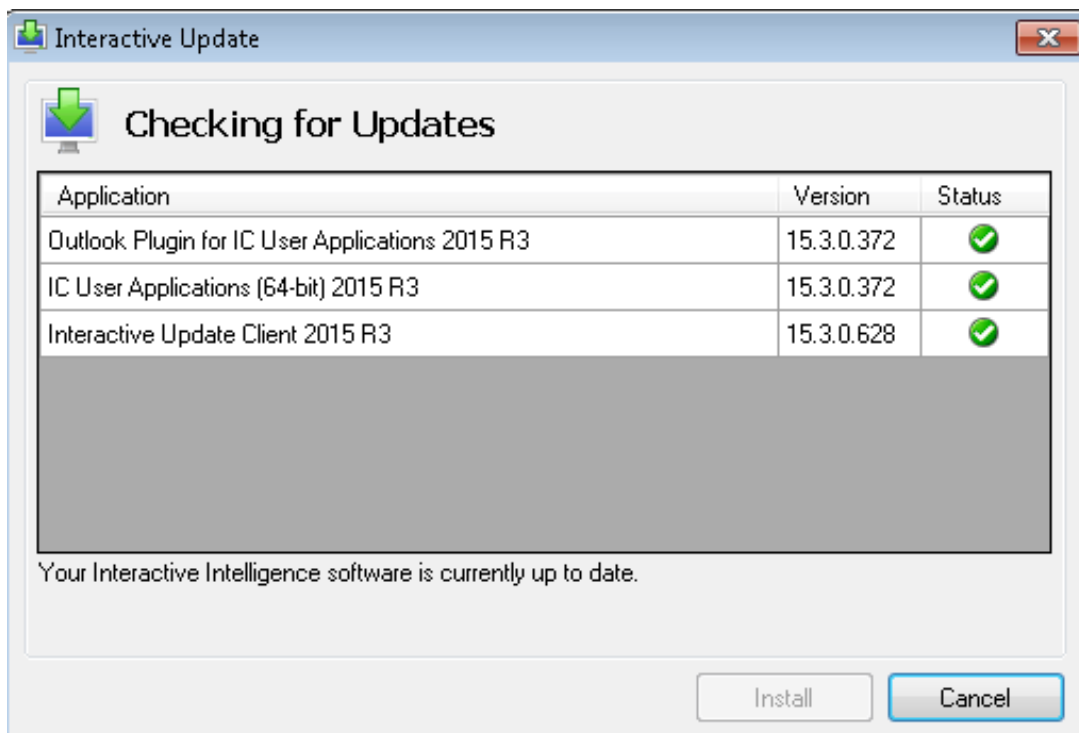 Interactive Update
Checking for Updates
Application Version Status
Outlook Plugin for IC User Applications 2015 R3 15.3.0.372
IC User Applications (64-bit) 2015 R3 15.3.0.372
Interactive Update Client 2015 R3 15.3.0.628
Your Interactive Intelligence software is currently up to date.
Install Cancel